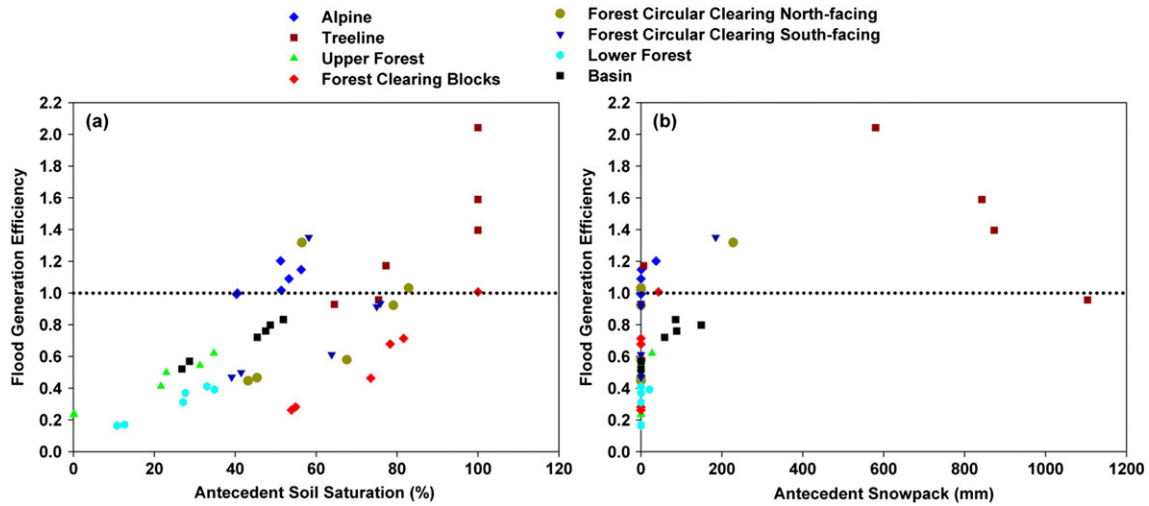 Alpine
Treeline
Upper Forest
Forest Clearing Blocks
Forest Circular Clearing North-facing
Forest Circular Clearing South-facing
Lower Forest
Basin
(a)
Flood Generation Efficiency
2.2
2.0
1.8
1.6
1.4
1.2
1.0
0.8
0.6
0.4
0.2
0.0
0 20 40 60 80 100 120
Antecedent Soil Saturation (%)
(b)
Flood Generation Efficiency
2.2
2.0
1.8
1.6
1.4
1.2
1.0
0.8
0.6
0.4
0.2
0.0
0 200 400 600 800 1000 1200
Antecedent Snowpack (mm)